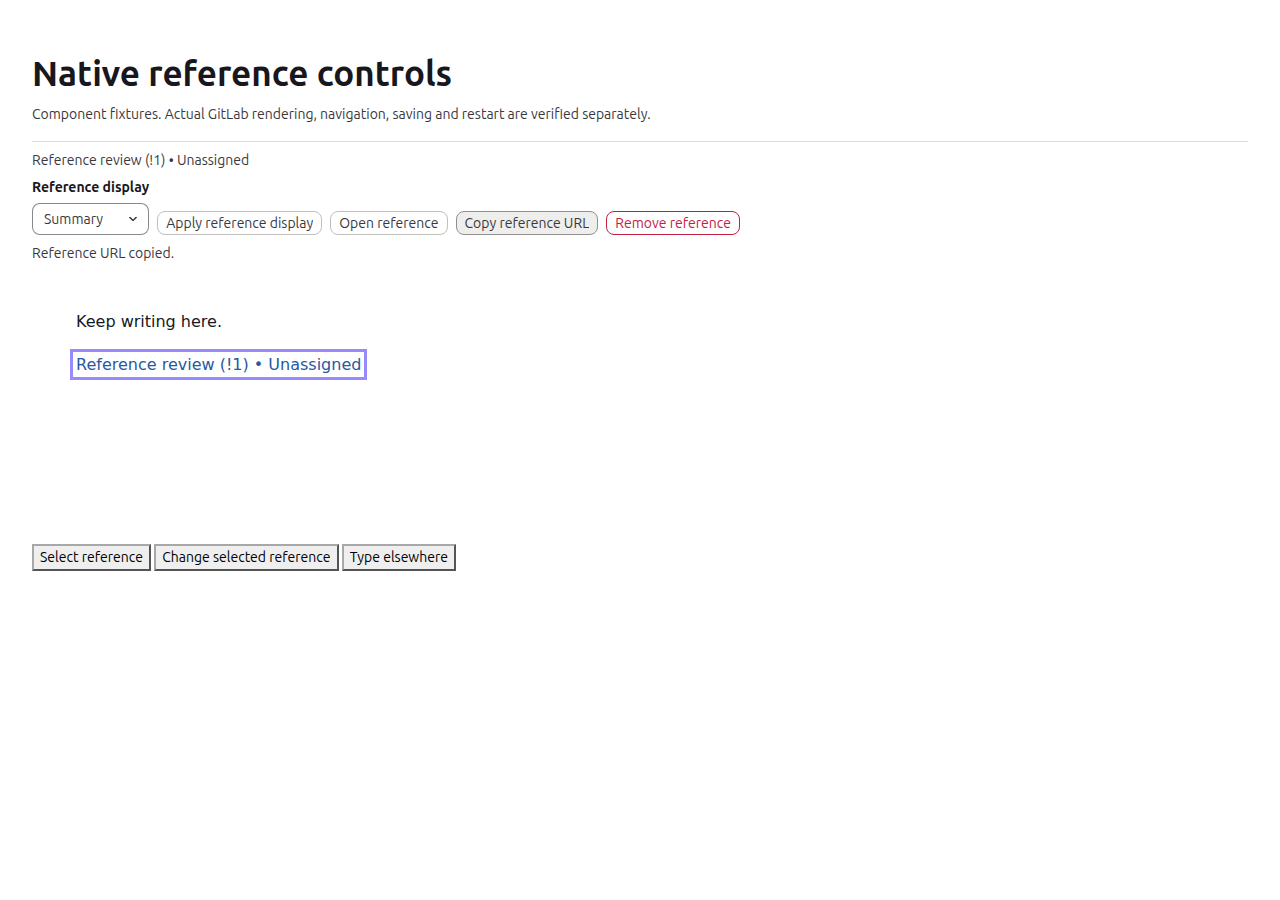 Native reference controls
Component fixtures. Actual GitLab rendering, navigation, saving and restart are verified separately.
Reference review (!1) • Unassigned
Reference display
Summary Apply reference display Open reference Copy reference URL Remove reference
Reference URL copied.
Keep writing here.
Reference review (!1) • Unassigned
Select reference Change selected reference Type elsewhere